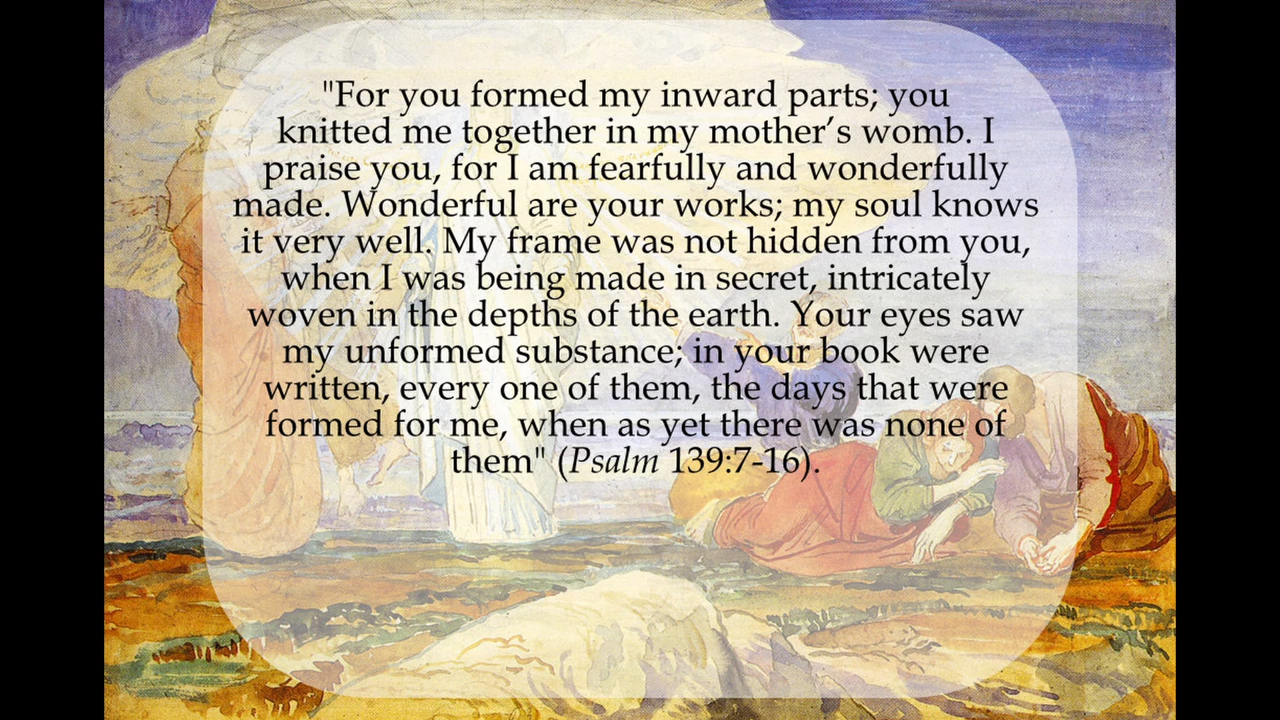 "For you formed my inward parts; you
knitted me together in my mother’s womb. I
praise you, for I am fearfully and wonderfully
made. Wonderful are your works; my soul knows
it very well. My frame was not hidden from you,
when I was being made in secret, intricately
woven in the depths of the earth. Your eyes saw
my unformed substance; in your book were
written, every one of them, the days that were
formed for me, when as yet there was none of
them" (Psalm 139:7-16).